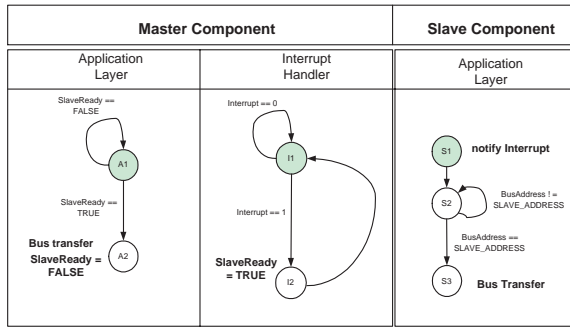 Master Component
Slave Component
Application
Layer
Interrupt
Handler
Application
Layer
SlaveReady ==
FALSE
A1
SlaveReady ==
TRUE
Bus transfer
SlaveReady =
FALSE
A2
Interrupt == 0
I1
Interrupt == 1
SlaveReady
= TRUE
I2
S1
notify Interrupt
S2
BusAddress ! =
SLAVE_ADDRESS
BusAddress ==
SLAVE_ADDRESS
S3
Bus Transfer